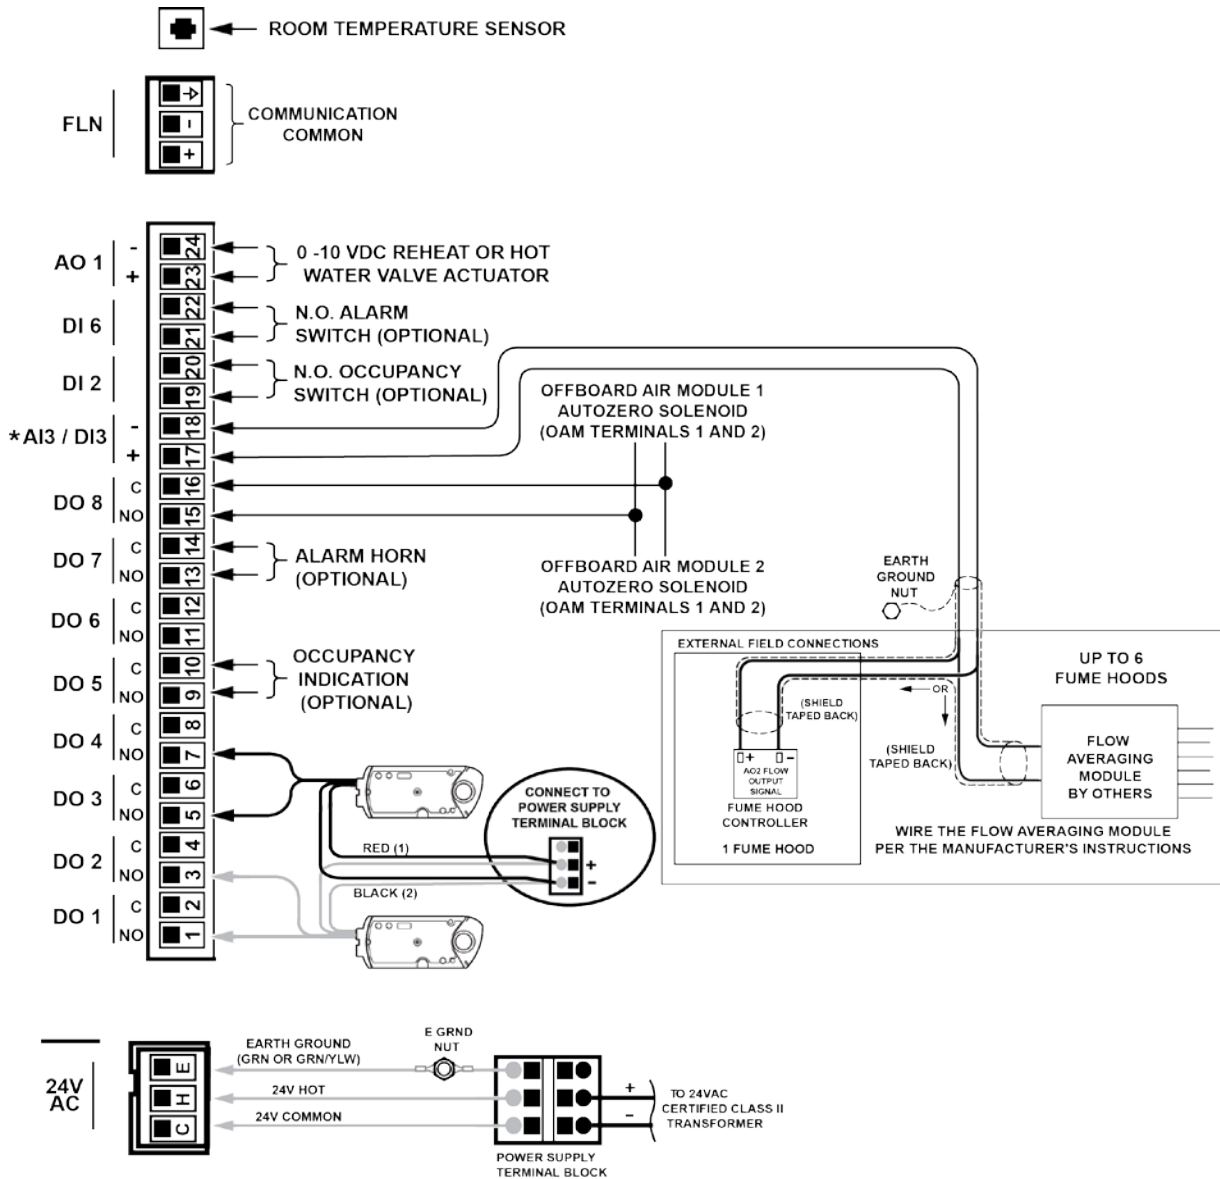 ROOM TEMPERATURE SENSOR
FLN
-
+
COMMUNICATION
COMMON
AO 1
-
+
24
23
0 -10 VDC REHEAT OR HOT
WATER VALVE ACTUATOR
DI 6
22
21
N.O. ALARM
SWITCH (OPTIONAL)
DI 2
20
19
N.O. OCCUPANCY
SWITCH (OPTIONAL)
*AI3 / DI3
-
+
18
17
OFFBOARD AIR MODULE 1
AUTOZERO SOLENOID
(OAM TERMINALS 1 AND 2)
DO 8
C
NO
16
15
DO 7
C
NO
14
13
ALARM HORN
(OPTIONAL)
OFFBOARD AIR MODULE 2
AUTOZERO SOLENOID
(OAM TERMINALS 1 AND 2)
DO 6
C
NO
12
11
DO 5
C
NO
10
9
OCCUPANCY
INDICATION
(OPTIONAL)
DO 4
C
NO
8
7
DO 3
C
NO
6
5
DO 2
C
NO
4
3
DO 1
C
NO
2
1
RED (1)
BLACK (2)
CONNECT TO
POWER SUPPLY
TERMINAL BLOCK
+
-
EARTH
GROUND
NUT
EXTERNAL FIELD CONNECTIONS
UP TO 6
FUME HOODS
OR
(SHIELD
TAPED BACK)
(SHIELD
TAPED BACK)
+
-
AO2 FLOW
OUTPUT
SIGNAL
FUME HOOD
CONTROLLER
1 FUME HOOD
FLOW
AVERAGING
MODULE
BY OTHERS
WIRE THE FLOW AVERAGING MODULE
PER THE MANUFACTURER'S INSTRUCTIONS
24V
AC
E
H
C
EARTH GROUND
(GRN OR GRN/YLW)
24V HOT
24V COMMON
E GRND
NUT
POWER SUPPLY
TERMINAL BLOCK
+
-
TO 24VAC
CERTIFIED CLASS II
TRANSFORMER